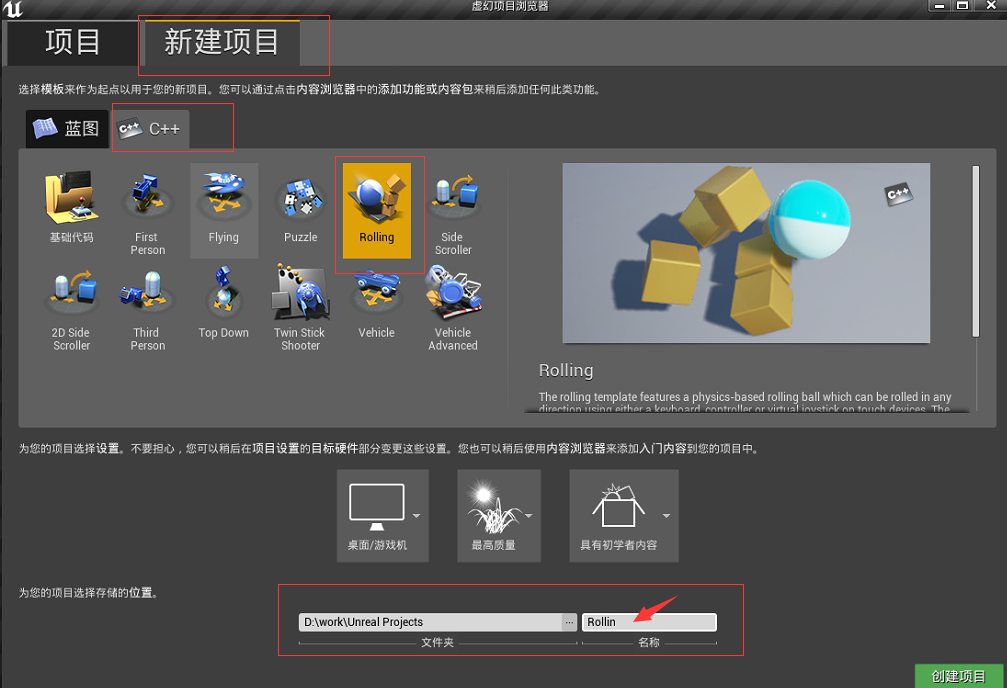 虚幻项目浏览器
项目
新建项目
选择模板来作为起点以用于您的新项目。您可以通过点击内容浏览器中的添加功能或内容包来稍后添加任何此类功能。
蓝图
C++
基础代码
First Person
Flying
Puzzle
Rolling
Side Scroller
2D Side Scroller
Third Person
Top Down
Twin Stick Shooter
Vehicle
Vehicle Advanced
C++
Rolling
The rolling template features a physics-based rolling ball which can be rolled in any
direction using either a keyboard, controller or virtual joystick on touch devices. The
为您的项目选择设置。不要担心，您可以稍后在项目设置的目标硬件部分变更这些设置。您也可以稍后使用内容浏览器来添加入门内容到您的项目中。
桌面/游戏机
最高质量
具有初学者内容
为您的项目选择存储的位置。
D:\work\Unreal Projects
...
Rollin
文件夹
名称
创建项目